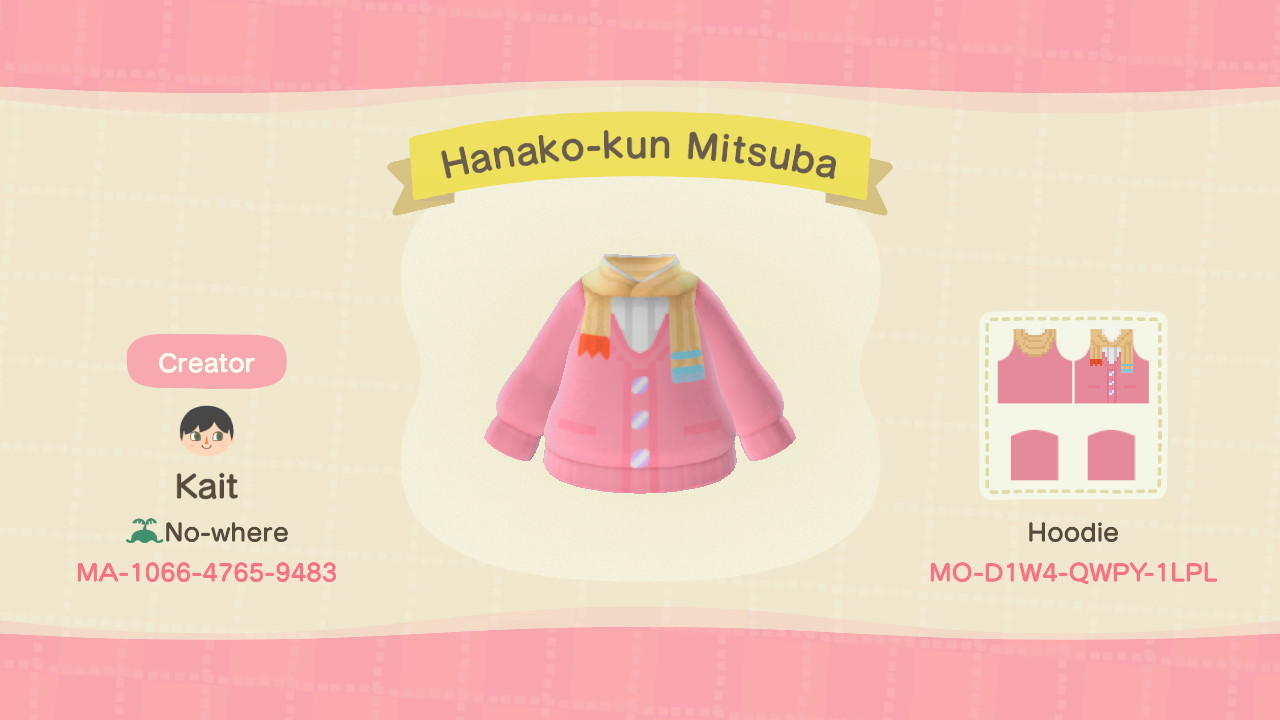 Hanako-kun Mitsuba
Creator
Kait
No-where
MA-1066-4765-9483
Hoodie
MO-D1W4-QWPY-1LPL